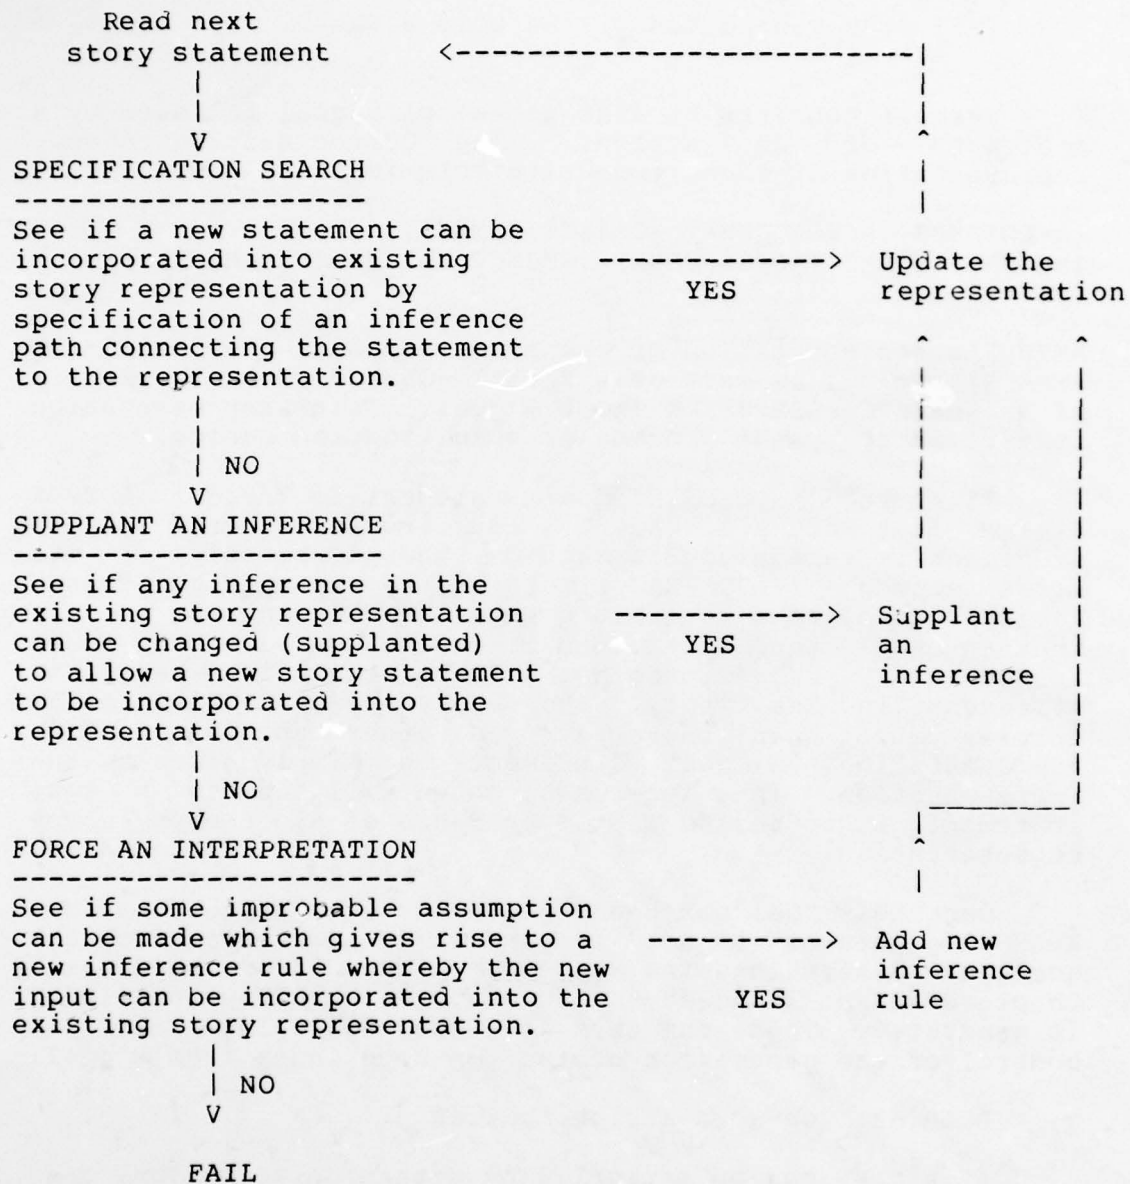 Read next
story statement
SPECIFICATION SEARCH
See if a new statement can be
incorporated into existing
story representation by
specification of an inference
path connecting the statement
to the representation.
YES
Update the
representation
NO
SUPPLANT AN INFERENCE
See if any inference in the
existing story representation
can be changed (supplanted)
to allow a new story statement
to be incorporated into the
representation.
YES
Supplant
an
inference
NO
FORCE AN INTERPRETATION
See if some improbable assumption
can be made which gives rise to a
new inference rule whereby the new
input can be incorporated into the
existing story representation.
YES
Add new
inference
rule
NO
FAIL